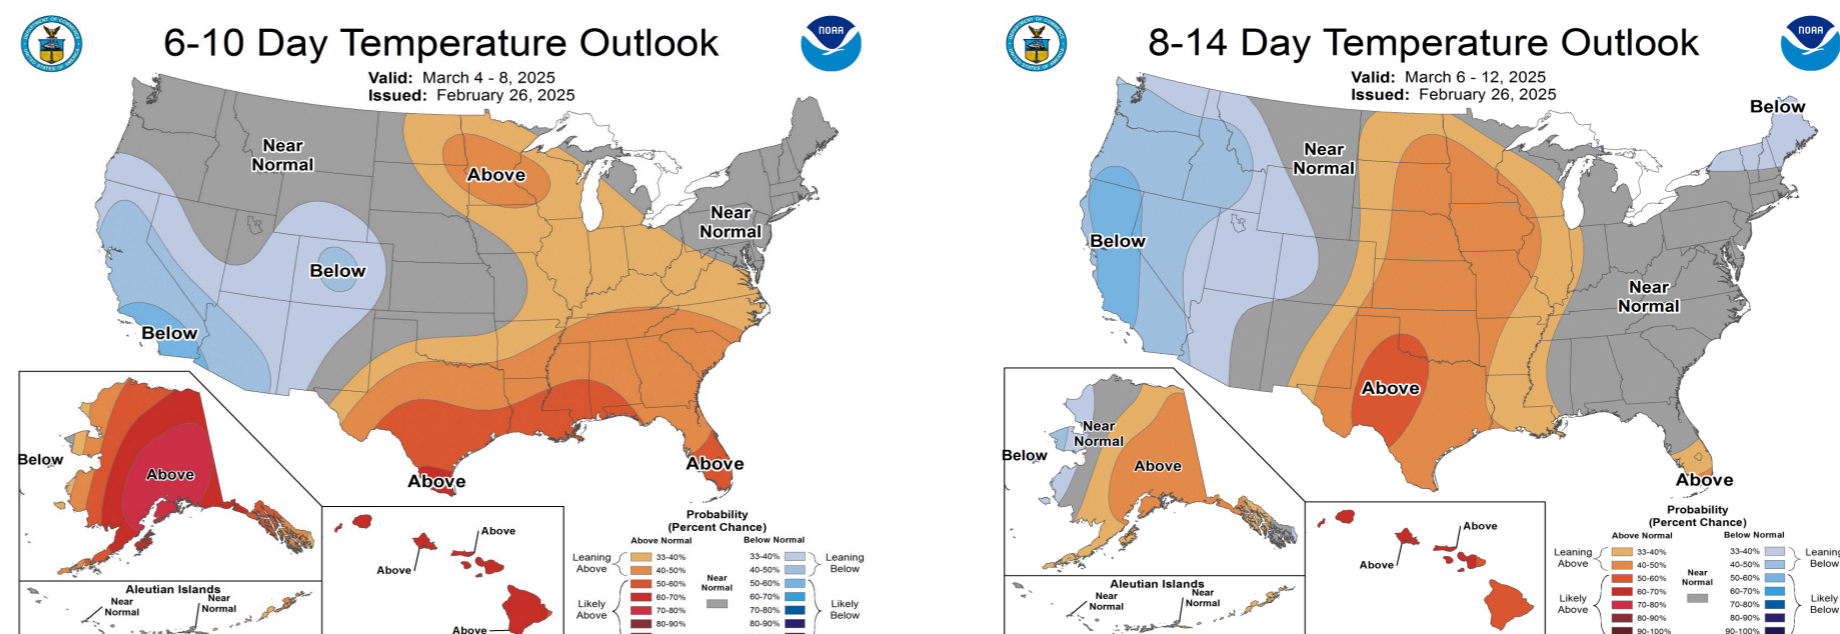 6-10 Day Temperature Outlook
Valid: March 4 - 8, 2025
Issued: February 26, 2025
NOAA
Near
Normal
Above
Near
Normal
Below
Below
Above
Above
Below
Above
Above
Above
Above
Aleutian Islands
Near
Normal
Near
Normal
Probability
(Percent Chance)
Above Normal
Below Normal
Leaning
Above
33-40%
40-50%
50-60%
60-70%
70-80%
80-90%
Likely
Above
Near
Normal
33-40%
40-50%
50-60%
60-70%
70-80%
80-90%
Leaning
Below
Likely
Below
8-14 Day Temperature Outlook
Valid: March 6 - 12, 2025
Issued: February 26, 2025
NOAA
Below
Near
Normal
Below
Near
Normal
Above
Above
Near
Normal
Below
Above
Above
Above
Aleutian Islands
Near
Normal
Near
Normal
Probability
(Percent Chance)
Above Normal
Below Normal
Leaning
Above
33-40%
40-50%
50-60%
60-70%
70-80%
80-90%
90-100%
Likely
Above
Near
Normal
33-40%
40-50%
50-60%
60-70%
70-80%
80-90%
90-100%
Leaning
Below
Likely
Below